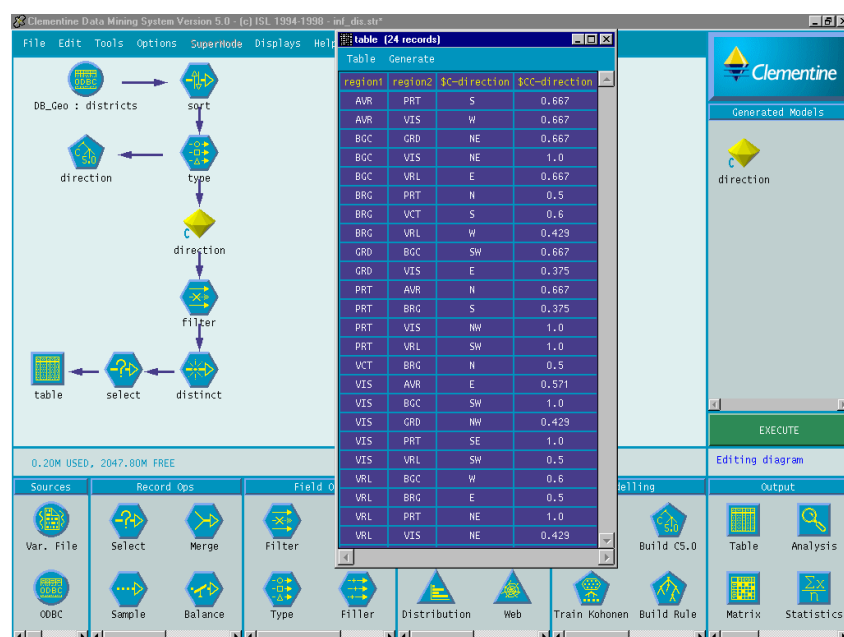 Clementine Data Mining System Version 5.0 - (c) ISL 1994-1998 - inf_dis.str*
File Edit Tools Options SuperNode Displays Help
DB_Geo : districts
sort
direction
type
direction
filter
table
select
distinct
0.20M USED, 2047.80M FREE
table (24 records)
Table Generate
region1 region2 $C-direction $CC-direction
AVR PRT S 0.667
AVR VIS W 0.667
BGC GRD NE 0.667
BGC VIS NE 1.0
BGC VRL E 0.667
BRG PRT N 0.5
BRG VCT S 0.6
BRG VRL W 0.429
GRD BGC SW 0.667
GRD VIS E 0.375
PRT AVR N 0.667
PRT BRG S 0.375
PRT VIS NW 1.0
PRT VRL SW 1.0
VCT BRG N 0.5
VIS AVR E 0.571
VIS BGC SW 1.0
VIS GRD NW 0.429
VIS PRT SE 1.0
VIS VRL SW 0.5
VRL BGC W 0.6
VRL BRG E 0.5
VRL PRT NE 1.0
VRL VIS NE 0.429
Clementine
Generated Models
C
direction
EXECUTE
Editing diagram
Sources Record Ops Field O elling Output
Var. File Select Merge Filter Build C5.0 Table Analysis
ODBC Sample Balance Type Filler Distribution Web Train Kohonen Build Rule Matrix Statistics